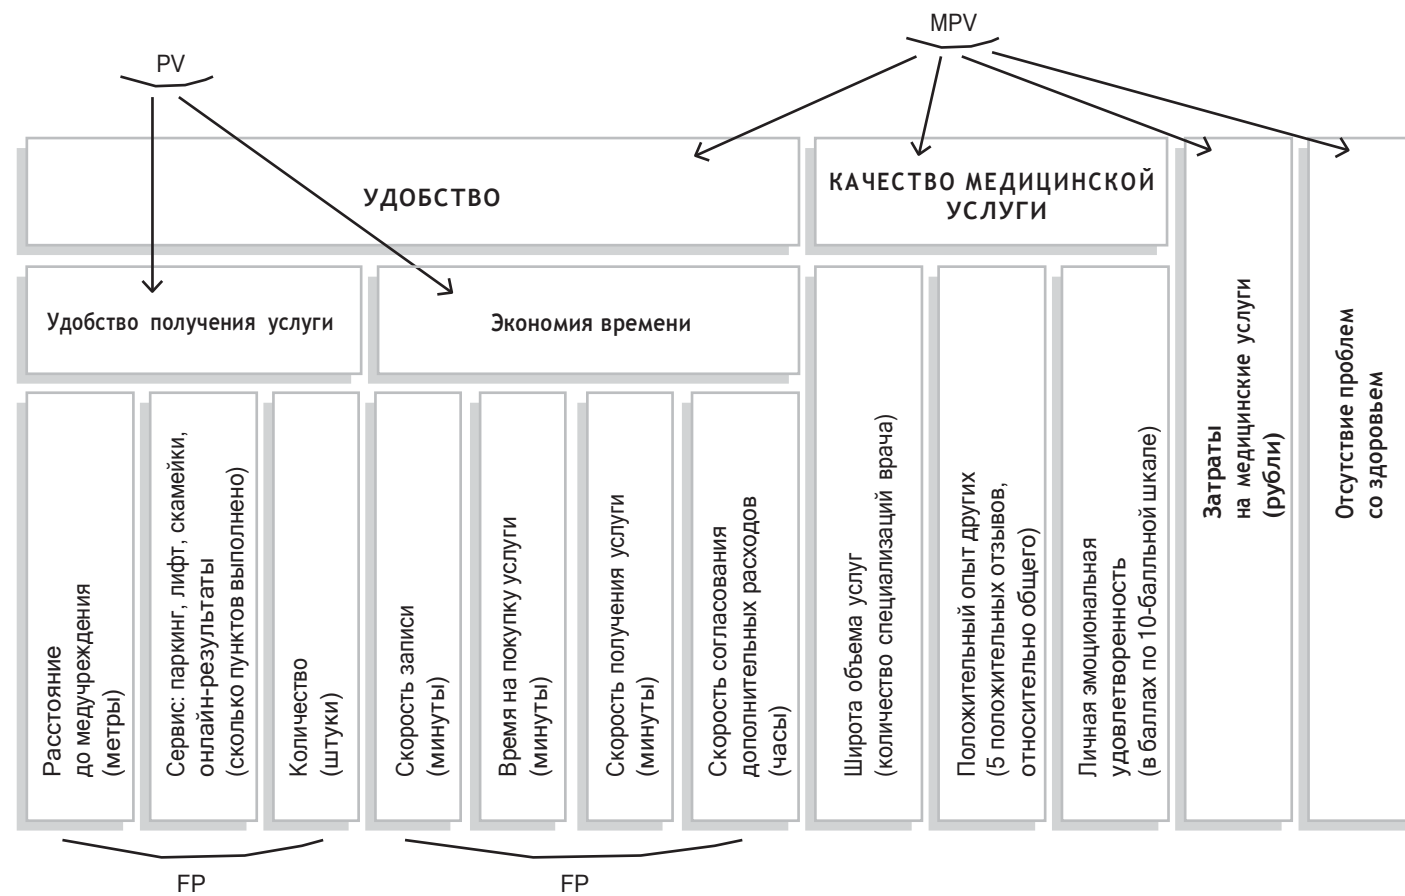 MPV
PV
УДОБСТВО
КАЧЕСТВО МЕДИЦИНСКОЙ
УСЛУГИ
Удобство получения услуги
Экономия времени
Расстояние
до медучреждения
(метры)
Сервис: паркинг, лифт, скамейки,
онлайн-результаты
(сколько пунктов выполнено)
Количество
(штуки)
Скорость записи
(минуты)
Время на покупку услуги
(минуты)
Скорость получения услуги
(минуты)
Скорость согласования
дополнительных расходов
(часы)
Широта объема услуг
(количество специализаций врача)
Положительный опыт других
(5 положительных отзывов,
относительно общего)
Личная эмоциональная
удовлетворенность
(в баллах по 10-балльной шкале)
Затраты
на медицинские услуги
(рубли)
Отсутствие проблем
со здоровьем
FP
FP